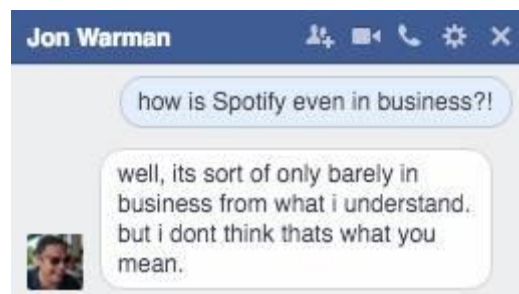 Jon Warman
how is Spotify even in business?!
well, its sort of only barely in
business from what i understand.
but i dont think thats what you
mean.